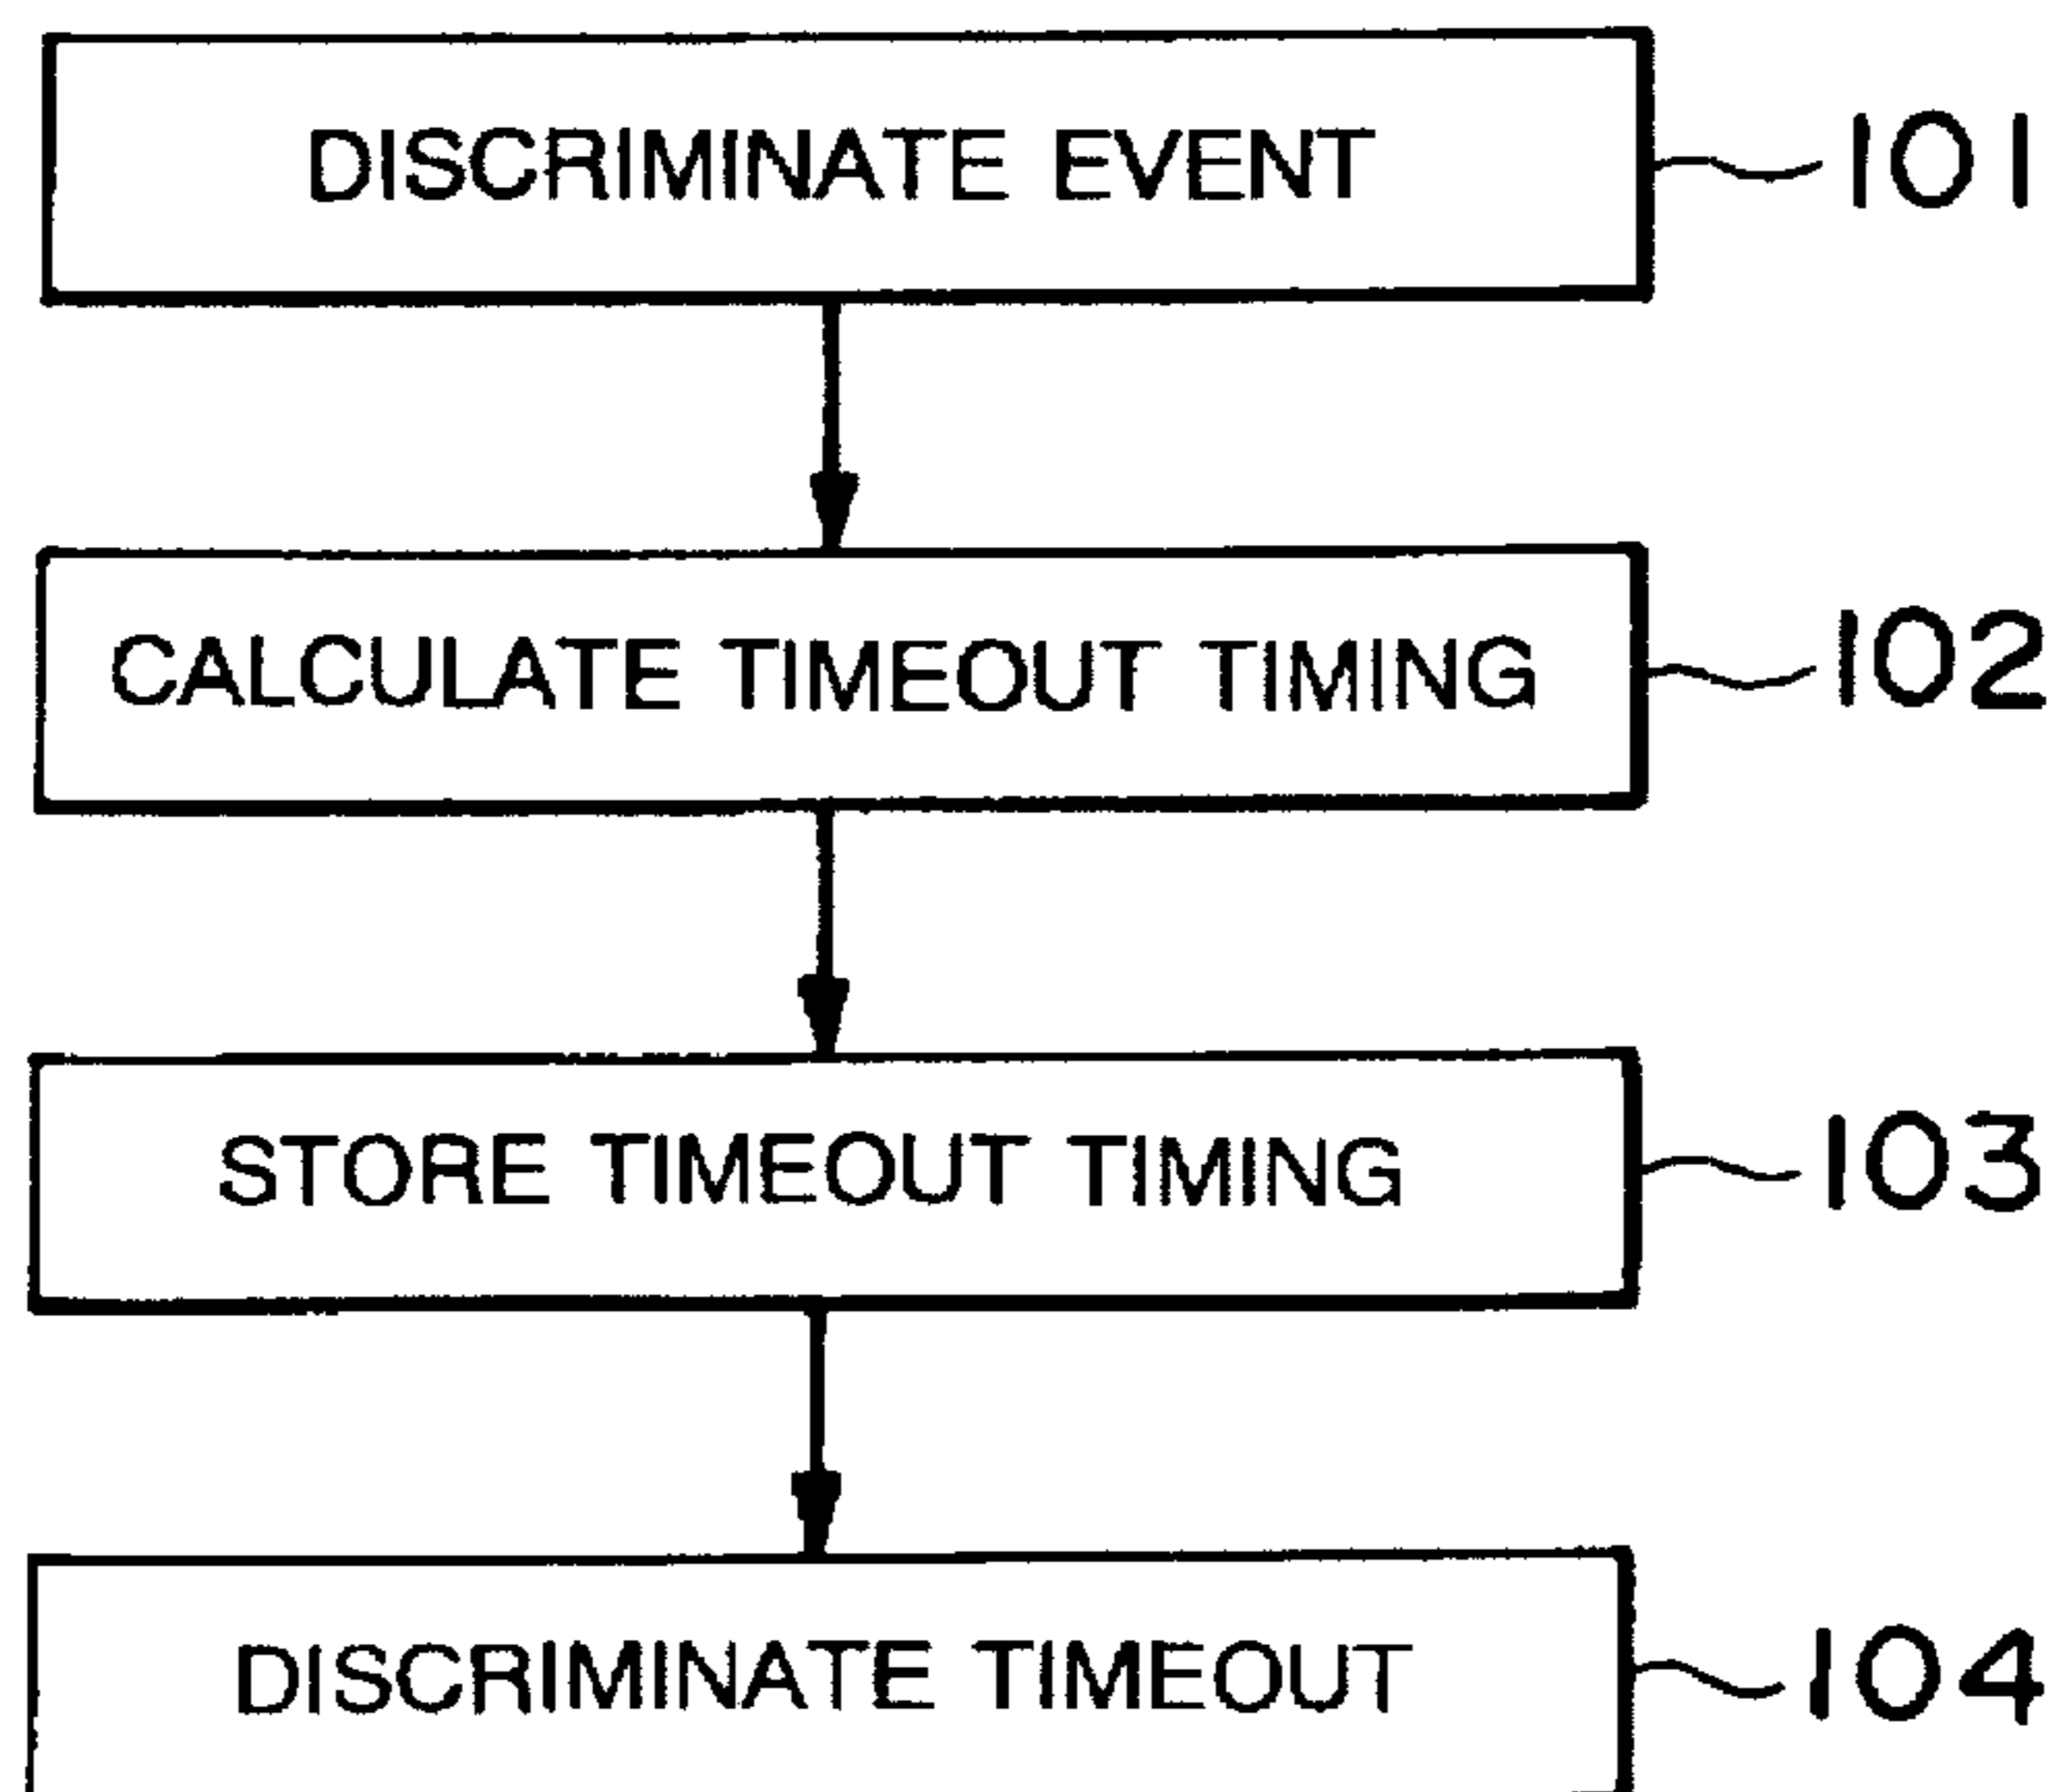 DISCRIMINATE EVENT 101
CALCULATE TIMEOUT TIMING 102
STORE TIMEOUT TIMING 103
DISCRIMINATE TIMEOUT 104